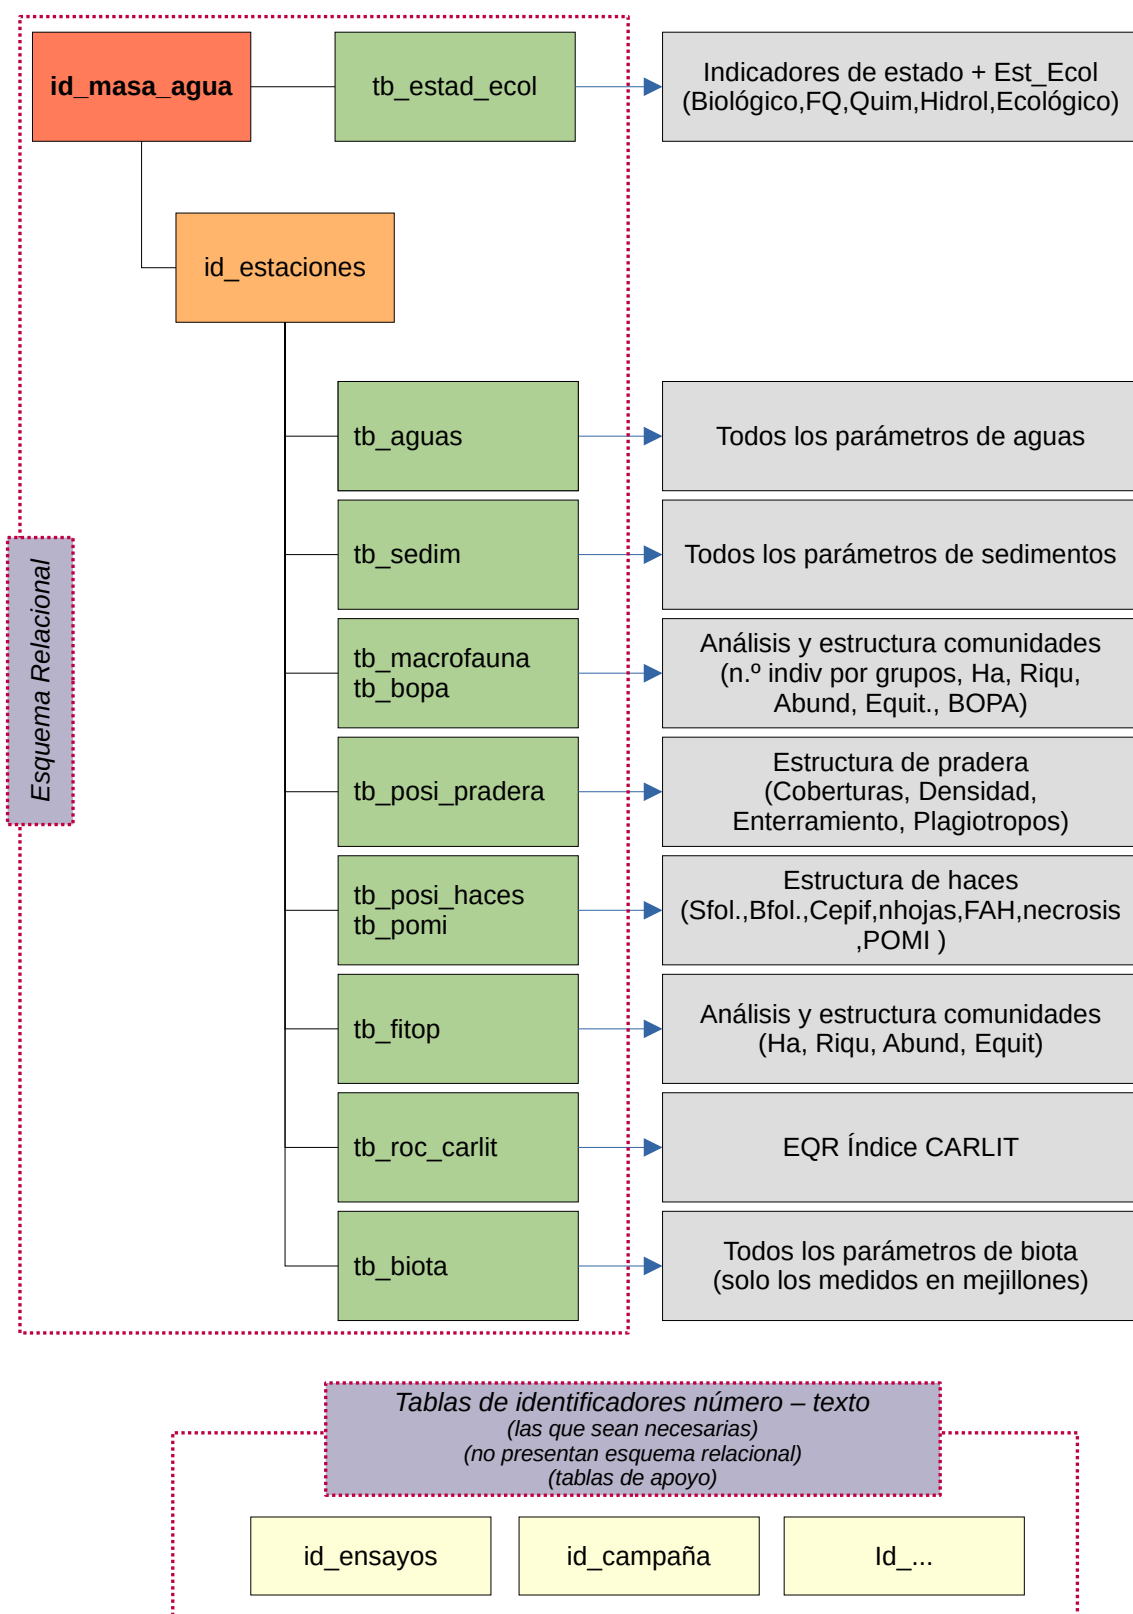 id_masa_agua
tb_estad_ecol
Indicadores de estado + Est_Ecol
(Biológico,FQ,Quim,Hidrol,Ecológico)
id_estaciones
tb_aguas
Todos los parámetros de aguas
tb_sedim
Todos los parámetros de sedimentos
Esquema Relacional
tb_macrofauna
tb_bopa
Análisis y estructura comunidades
(n.º indiv por grupos, Ha, Riqu,
Abund, Equit., BOPA)
tb_posi_pradera
Estructura de pradera
(Coberturas, Densidad,
Enterramiento, Plagiotropos)
tb_posi_haces
tb_pomi
Estructura de haces
(Sfol.,Bfol.,Cepif,nhojas,FAH,necrosis
,POMI )
tb_fitop
Análisis y estructura comunidades
(Ha, Riqu, Abund, Equit)
tb_roc_carlit
EQR Índice CARLIT
tb_biota
Todos los parámetros de biota
(solo los medidos en mejillones)
Tablas de identificadores número – texto
(las que sean necesarias)
(no presentan esquema relacional)
(tablas de apoyo)
id_ensayos
id_campaña
Id_...